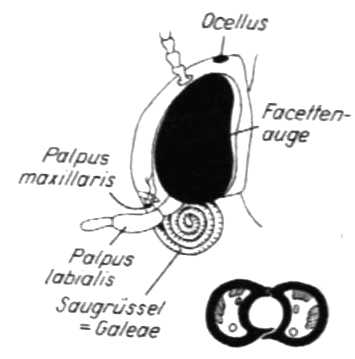 Ocellus
Facetten-
auge
Palpus
maxillaris
Palpus
labialis
Saugrüssel
= Galeae